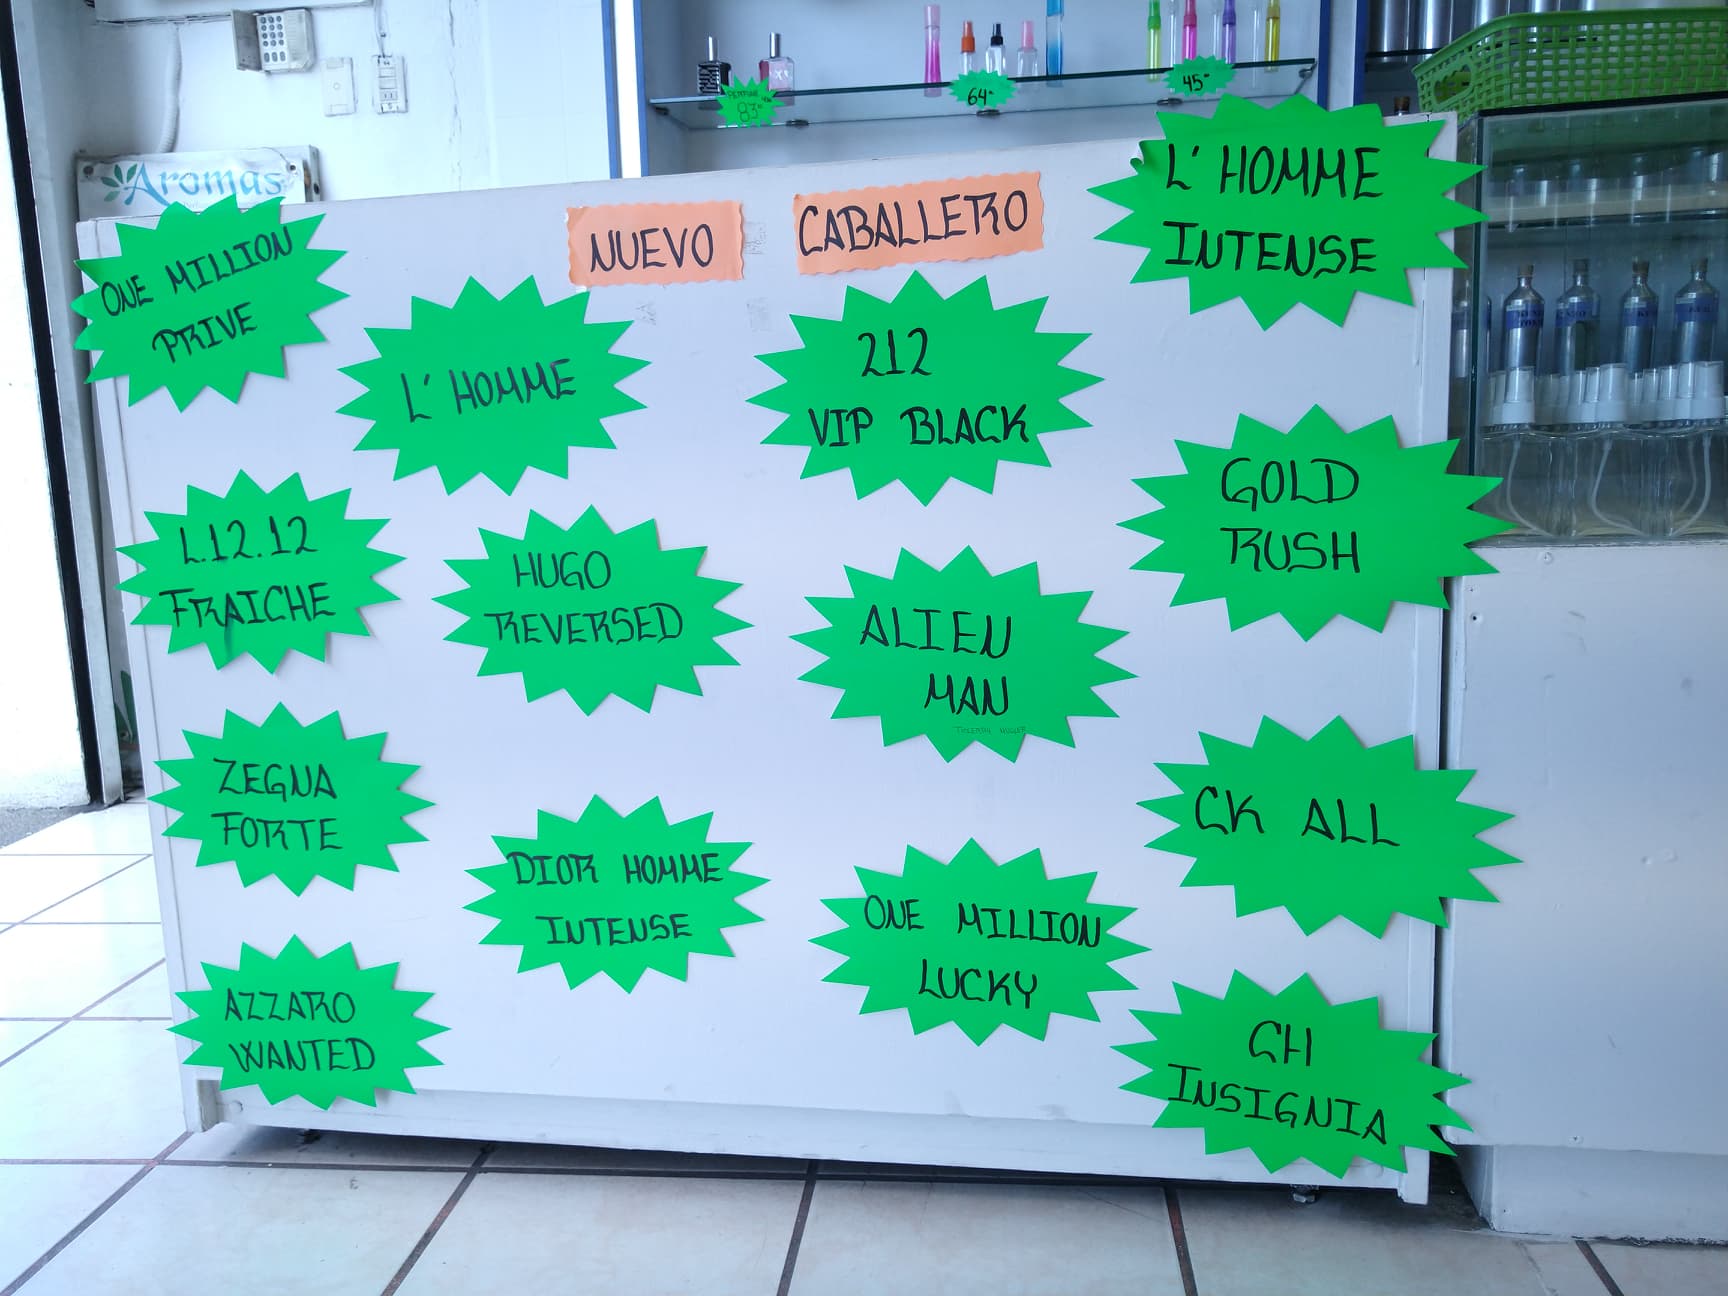 Aromas
PERFUME
83
64
45
NUEVO
CABALLERO
ONE MILLION
PRIVE
L' HOMME
212
VIP BLACK
L' HOMME
INTENSE
L.12.12
FRAICHE
HUGO
REVERSED
ALIEN
MAN
GOLD
RUSH
ZEGNA
FORTE
DIOR HOMME
INTENSE
ONE MILLION
LUCKY
CK ALL
AZZARO
WANTED
CH
INSIGNIA